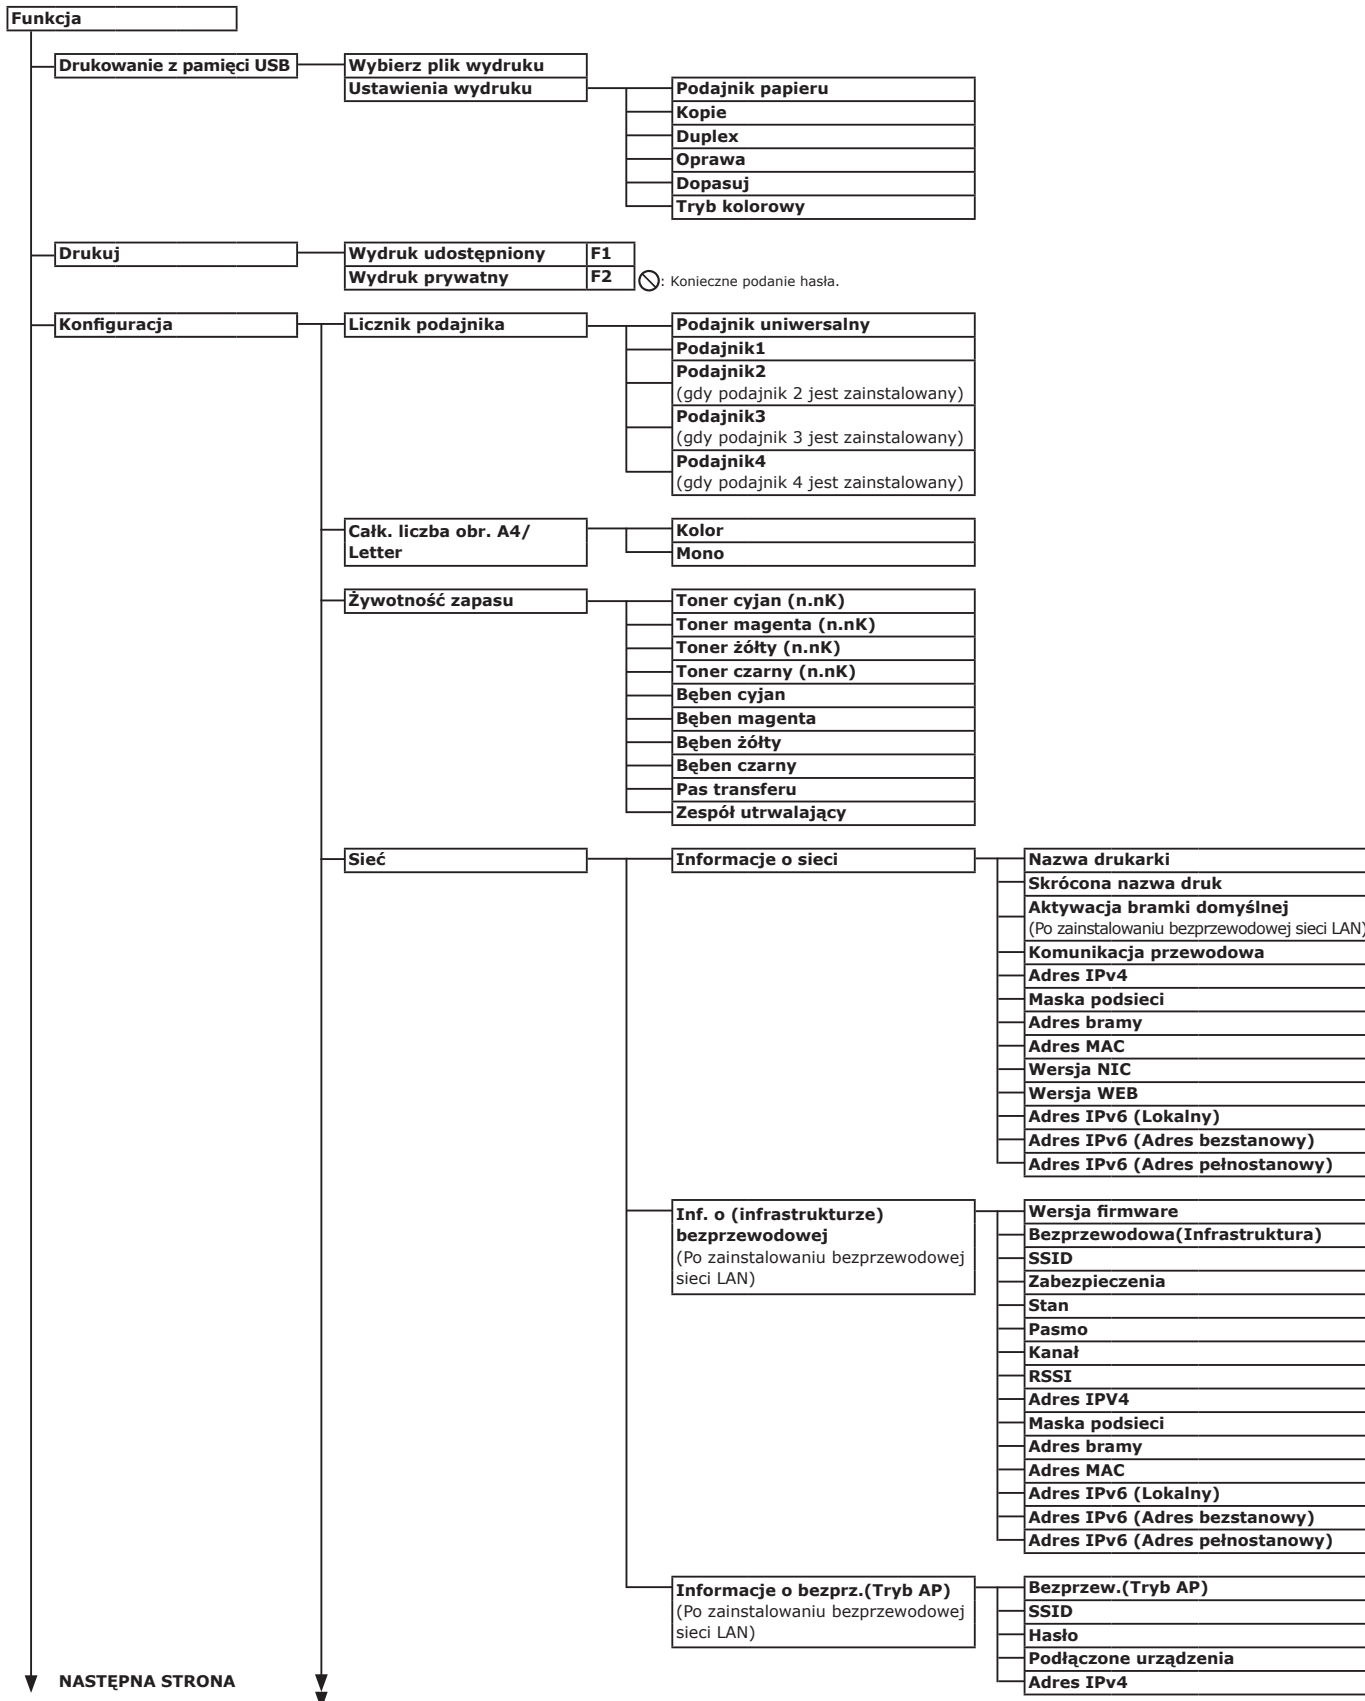 Funkcja
Drukowanie z pamięci USB
Wybierz plik wydruku
Ustawienia wydruku
Podajnik papieru
Kopie
Duplex
Oprawa
Dopasuj
Tryb kolorowy
Drukuj
Wydruk udostępniony F1
Wydruk prywatny F2
: Konieczne podanie hasła.
Konfiguracja
Licznik podajnika
Podajnik uniwersalny
Podajnik1
Podajnik2
(gdy podajnik 2 jest zainstalowany)
Podajnik3
(gdy podajnik 3 jest zainstalowany)
Podajnik4
(gdy podajnik 4 jest zainstalowany)
Całk. liczba obr. A4/
Letter
Kolor
Mono
Żywotność zapasu
Toner cyjan (n.nK)
Toner magenta (n.nK)
Toner żółty (n.nK)
Toner czarny (n.nK)
Bęben cyjan
Bęben magenta
Bęben żółty
Bęben czarny
Pas transferu
Zespół utrwalający
Sieć
Informacje o sieci
Nazwa drukarki
Skrócona nazwa druk
Aktywacja bramki domyślnej
(Po zainstalowaniu bezprzewodowej sieci LAN)
Komunikacja przewodowa
Adres IPv4
Maska podsieci
Adres bramy
Adres MAC
Wersja NIC
Wersja WEB
Adres IPv6 (Lokalny)
Adres IPv6 (Adres bezstanowy)
Adres IPv6 (Adres pełnostanowy)
Inf. o (infrastrukturze)
bezprzewodowej
(Po zainstalowaniu bezprzewodowej
sieci LAN)
Wersja firmware
Bezprzewodowa(Infrastruktura)
SSID
Zabezpieczenia
Stan
Pasmo
Kanał
RSSI
Adres IPV4
Maska podsieci
Adres bramy
Adres MAC
Adres IPv6 (Lokalny)
Adres IPv6 (Adres bezstanowy)
Adres IPv6 (Adres pełnostanowy)
Informacje o bezprz.(Tryb AP)
(Po zainstalowaniu bezprzewodowej
sieci LAN)
Bezprzew.(Tryb AP)
SSID
Hasło
Podłączone urządzenia
Adres IPv4
NASTĘPNA STRONA